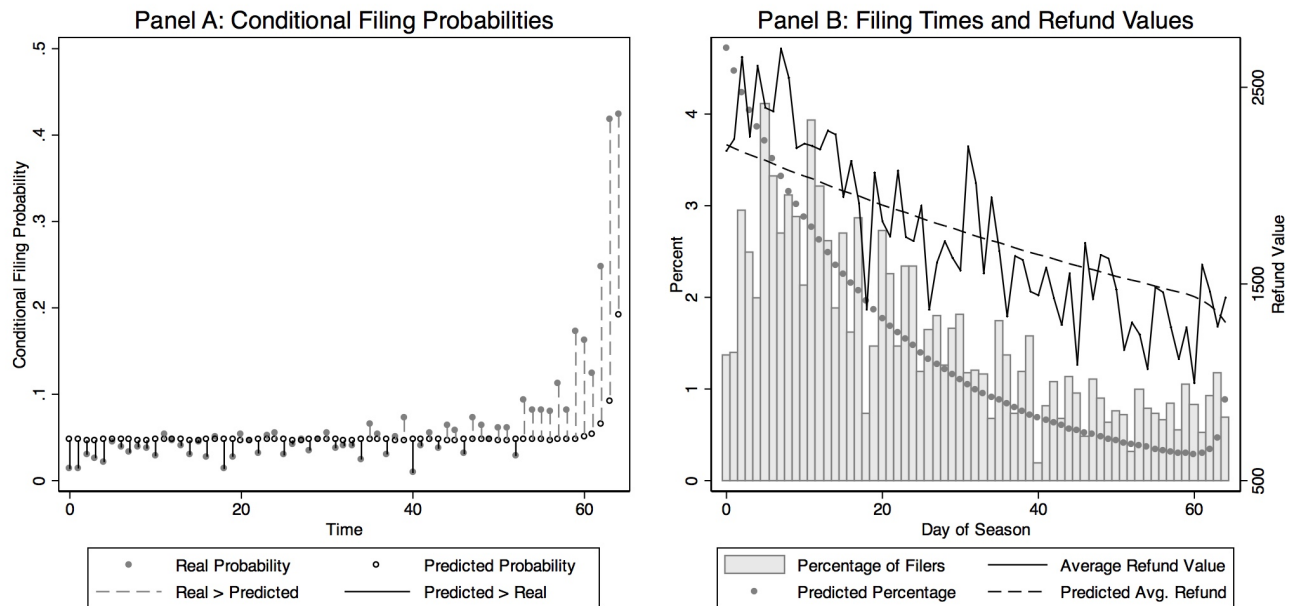 Panel A: Conditional Filing Probabilities
Conditional Filing Probability
.5
.4
.3
.2
.1
0
0 20 40 60
Time
Real Probability Predicted Probability
Real > Predicted Predicted > Real
Panel B: Filing Times and Refund Values
Percent
4
3
2
1
0
2500
1500
500
Refund Value
0 20 40 60
Day of Season
Percentage of Filers Average Refund Value
Predicted Percentage Predicted Avg. Refund